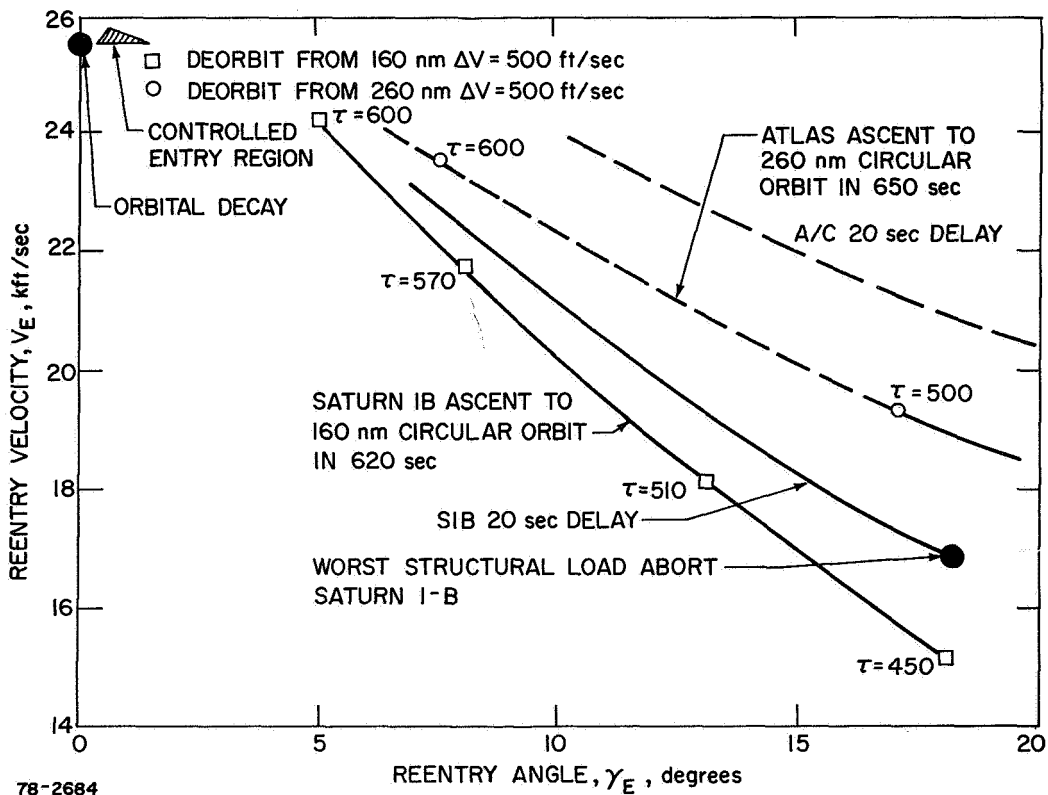 26
24
22
20
18
16
14
REENTRY VELOCITY, V_E, kft/sec
□ DEORBIT FROM 160 nm ΔV = 500 ft/sec
○ DEORBIT FROM 260 nm ΔV = 500 ft/sec
CONTROLLED
ENTRY REGION
ORBITAL DECAY
τ=600
τ=600
ATLAS ASCENT TO
260 nm CIRCULAR
ORBIT IN 650 sec
A/C 20 sec DELAY
τ=570
τ=500
SATURN IB ASCENT TO
160 nm CIRCULAR ORBIT
IN 620 sec
τ=510
SIB 20 sec DELAY
WORST STRUCTURAL LOAD ABORT
SATURN I-B
τ=450
0 5 10 15 20
REENTRY ANGLE, γ_E, degrees
78-2684